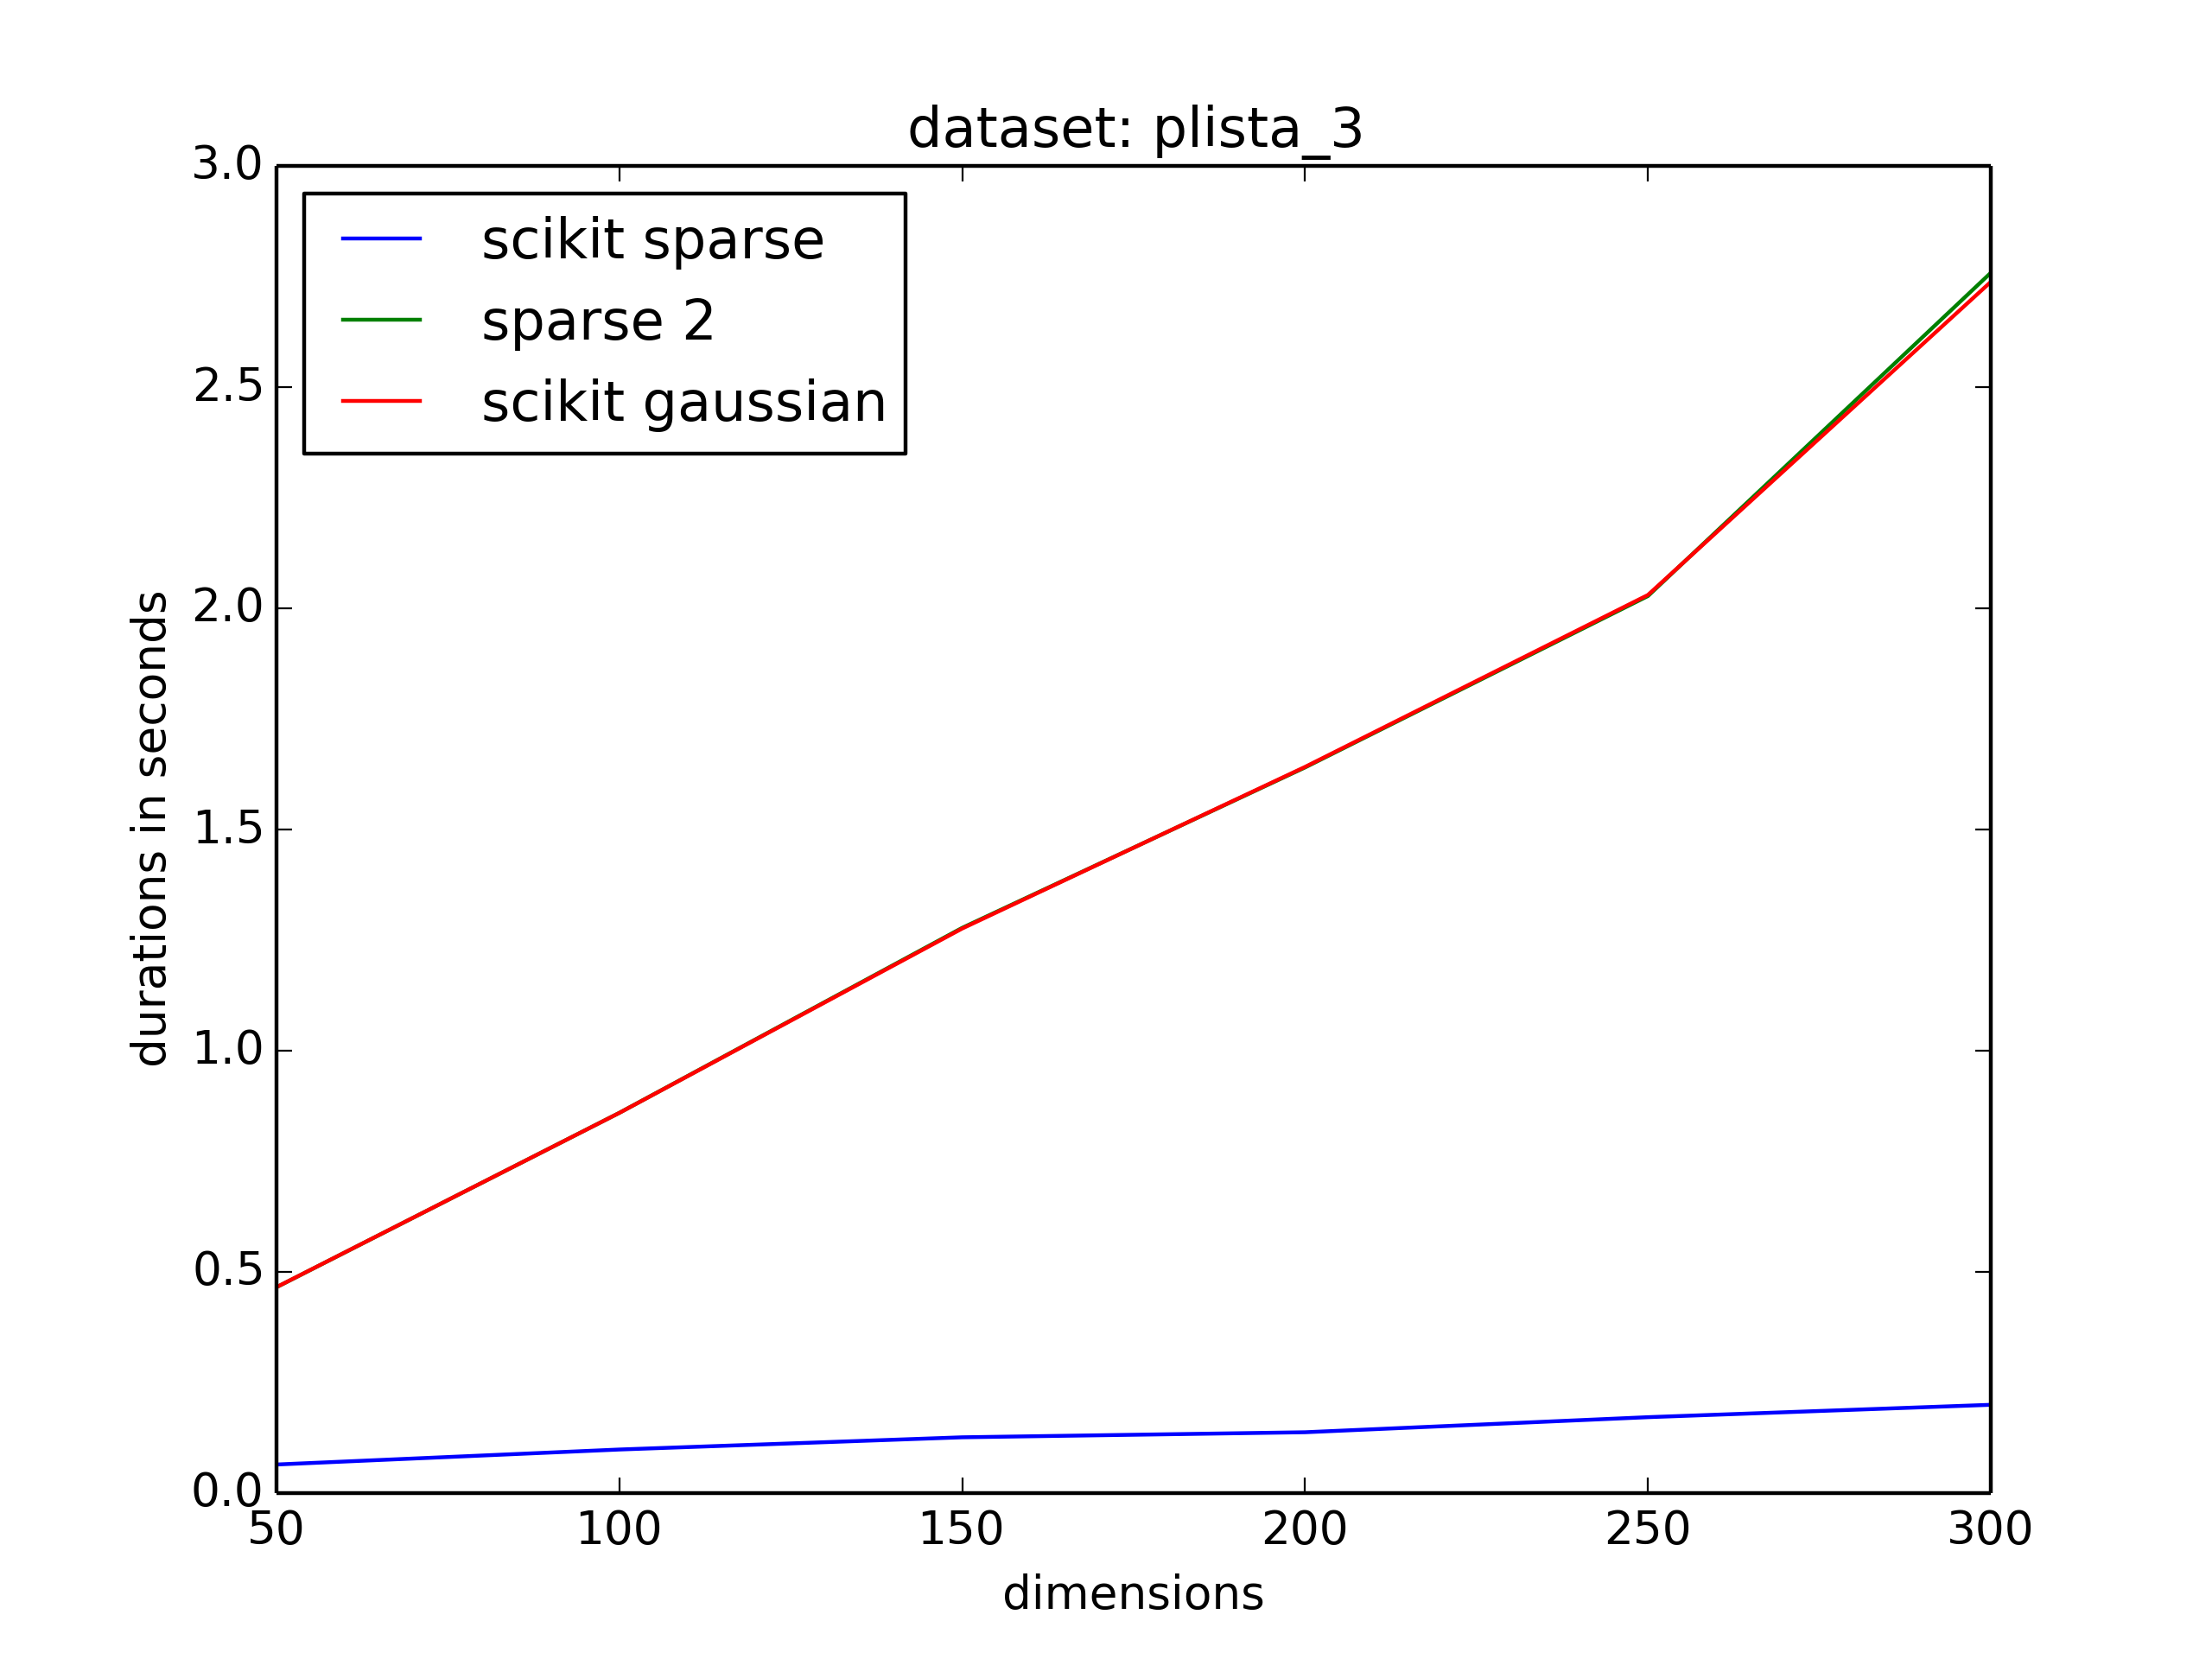 dataset: plista_3
3.0
2.5
2.0
1.5
1.0
0.5
0.0
scikit sparse
sparse 2
scikit gaussian
durations in seconds
50 100 150 200 250 300
dimensions